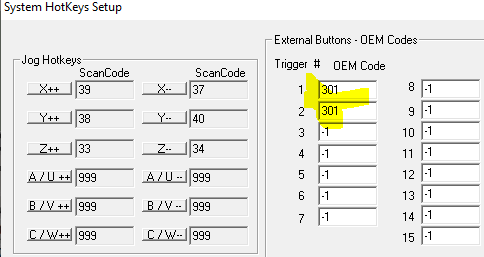 System HotKeys Setup
External Buttons - OEM Codes
Trigger # OEM Code
Jog Hotkeys
ScanCode ScanCode
X++ 39 X-- 37
Y++ 38 Y-- 40
Z++ 33 Z-- 34
A / U ++ 999 A / U -- 999
B / V ++ 999 B / V -- 999
C / W++ 999 C / W-- 999
1 301 8 -1
2 301 9 -1
3 -1 10 -1
4 -1 11 -1
5 -1 12 -1
6 -1 13 -1
7 -1 14 -1
15 -1